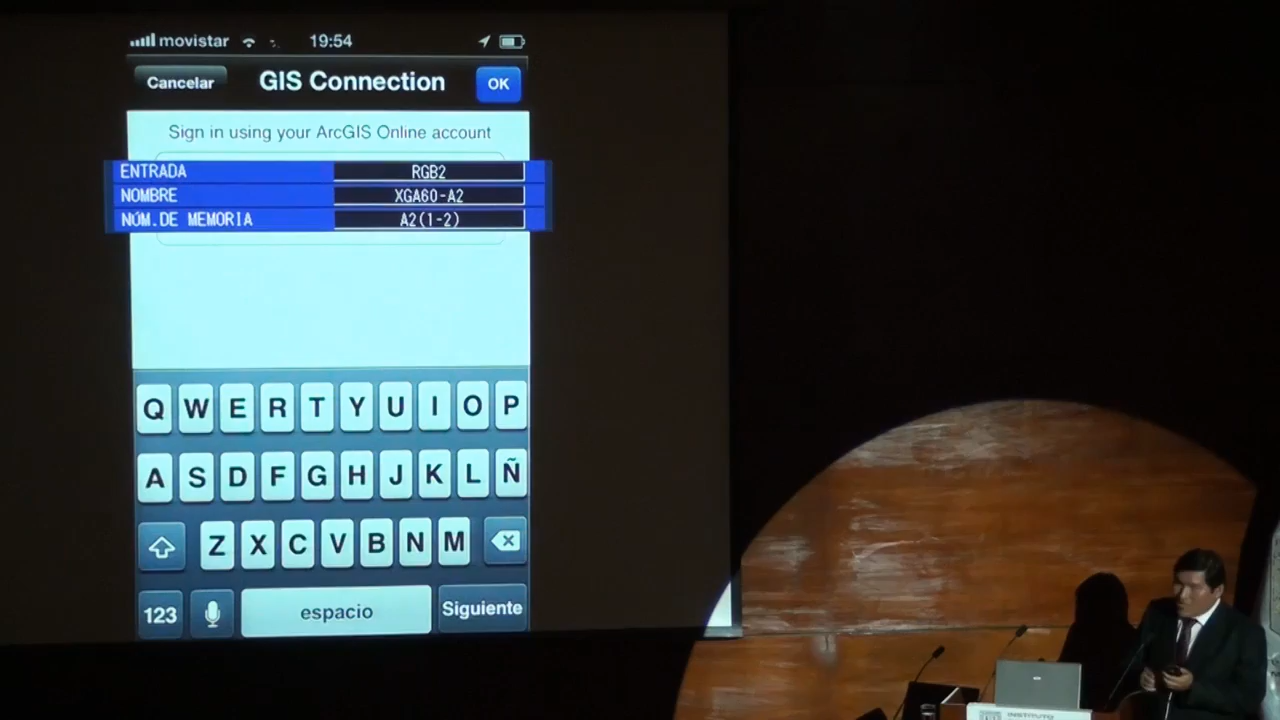 movistar 19:54
Cancelar GIS Connection OK
Sign in using your ArcGIS Online account
ENTRADA RGB2
NOMBRE XGA60-A2
NÚM.DE MEMORIA A2(1-2)
Q W E R T Y U I O P
A S D F G H J K L Ñ
Z X C V B N M
123 espacio Siguiente
INSTITUTO